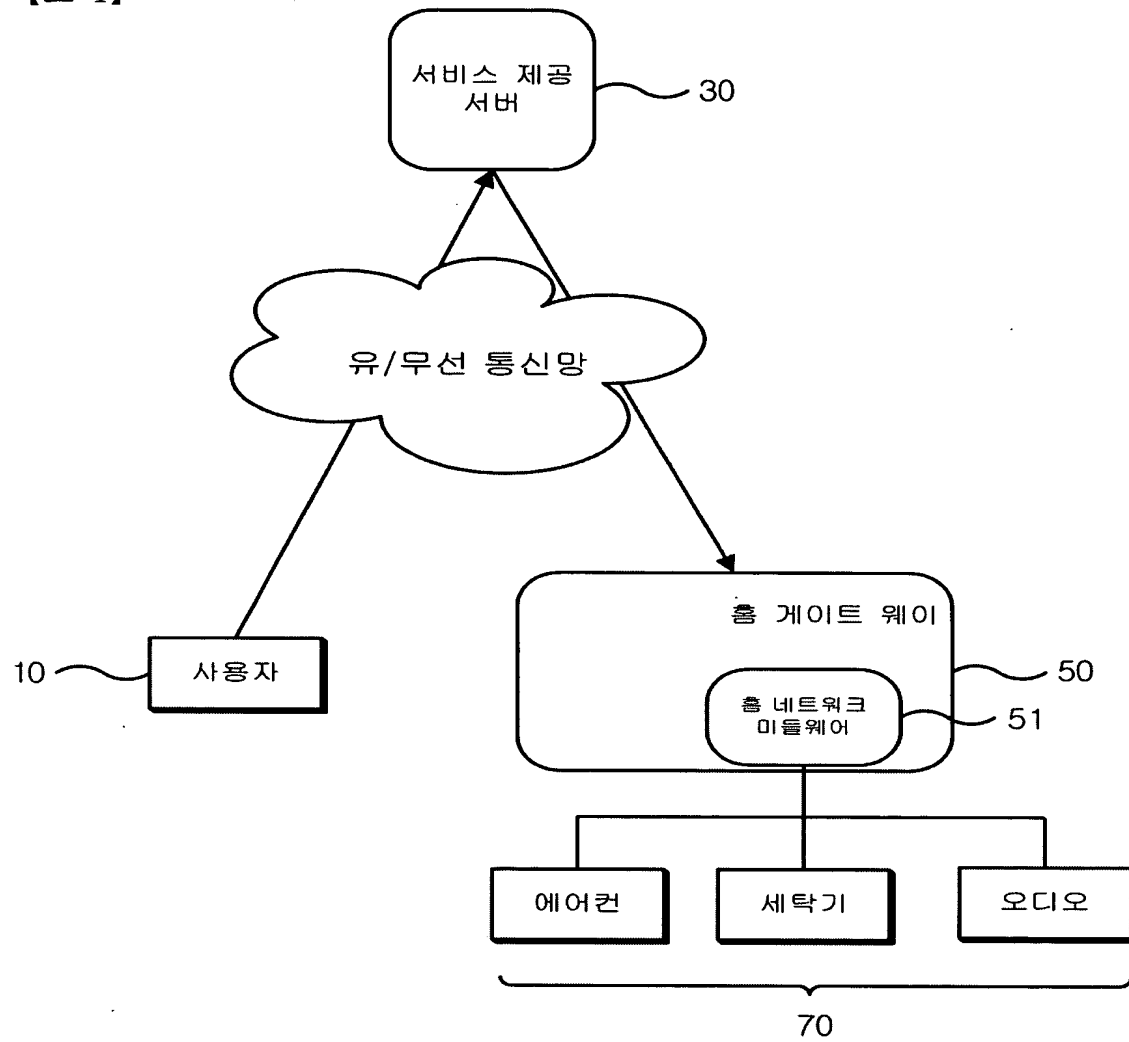 서비스 제공
서버
30
유/무선 통신망
홈 게이트 웨이
10
사용자
50
홈 네트워크
미들웨어
51
에어컨
세탁기
오디오
70